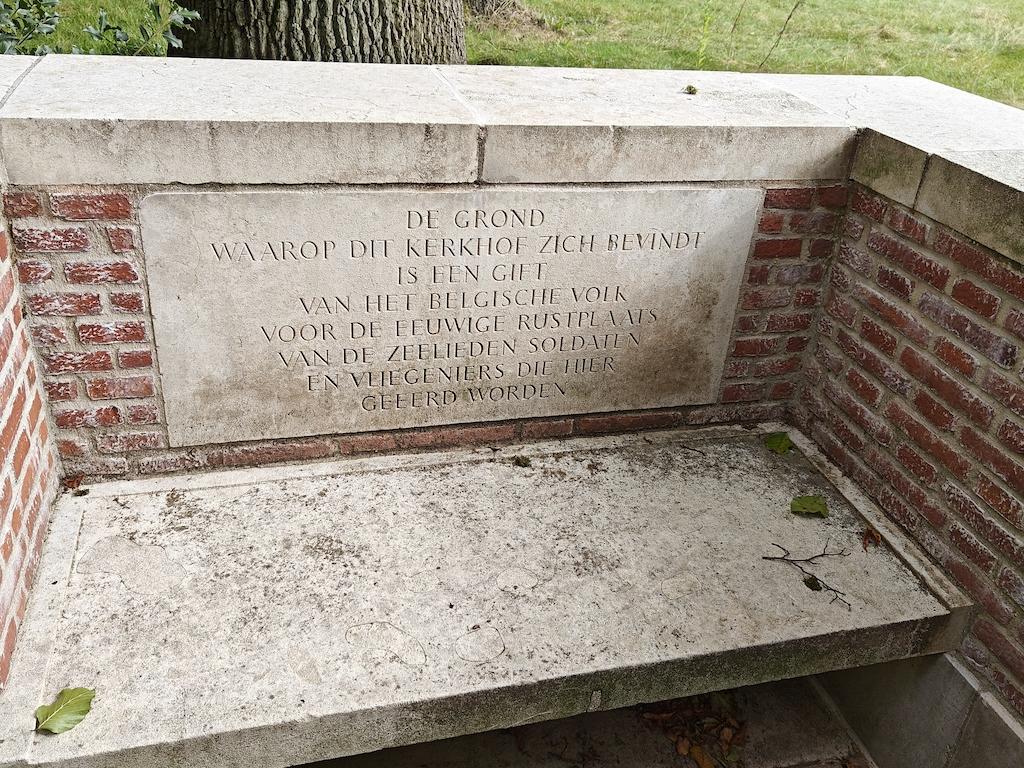 DE GROND
WAAROP DIT KERKHOF ZICH BEVINDT
IS EEN GIFT
VAN HET BELGISCHE VOLK
VOOR DE EEUWIGE RUSTPLAATS
VAN DE ZEELIEDEN SOLDATEN
EN VLIEGENIERS DIE HIER
GEEERD WORDEN